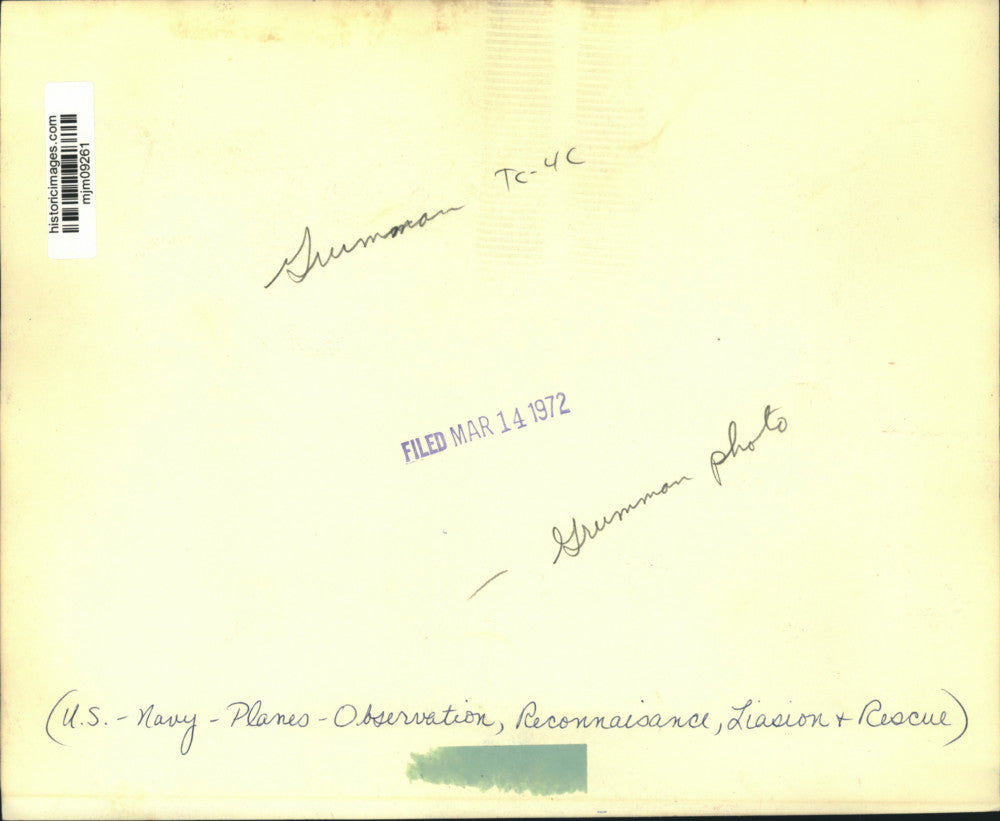 historicimages.com
mjm09261
Grumman TC-4C
FILED MAR 14 1972
- Grumman photo
(U.S. - Navy - Planes - Observation, Reconnaisance, Liasion + Rescue)